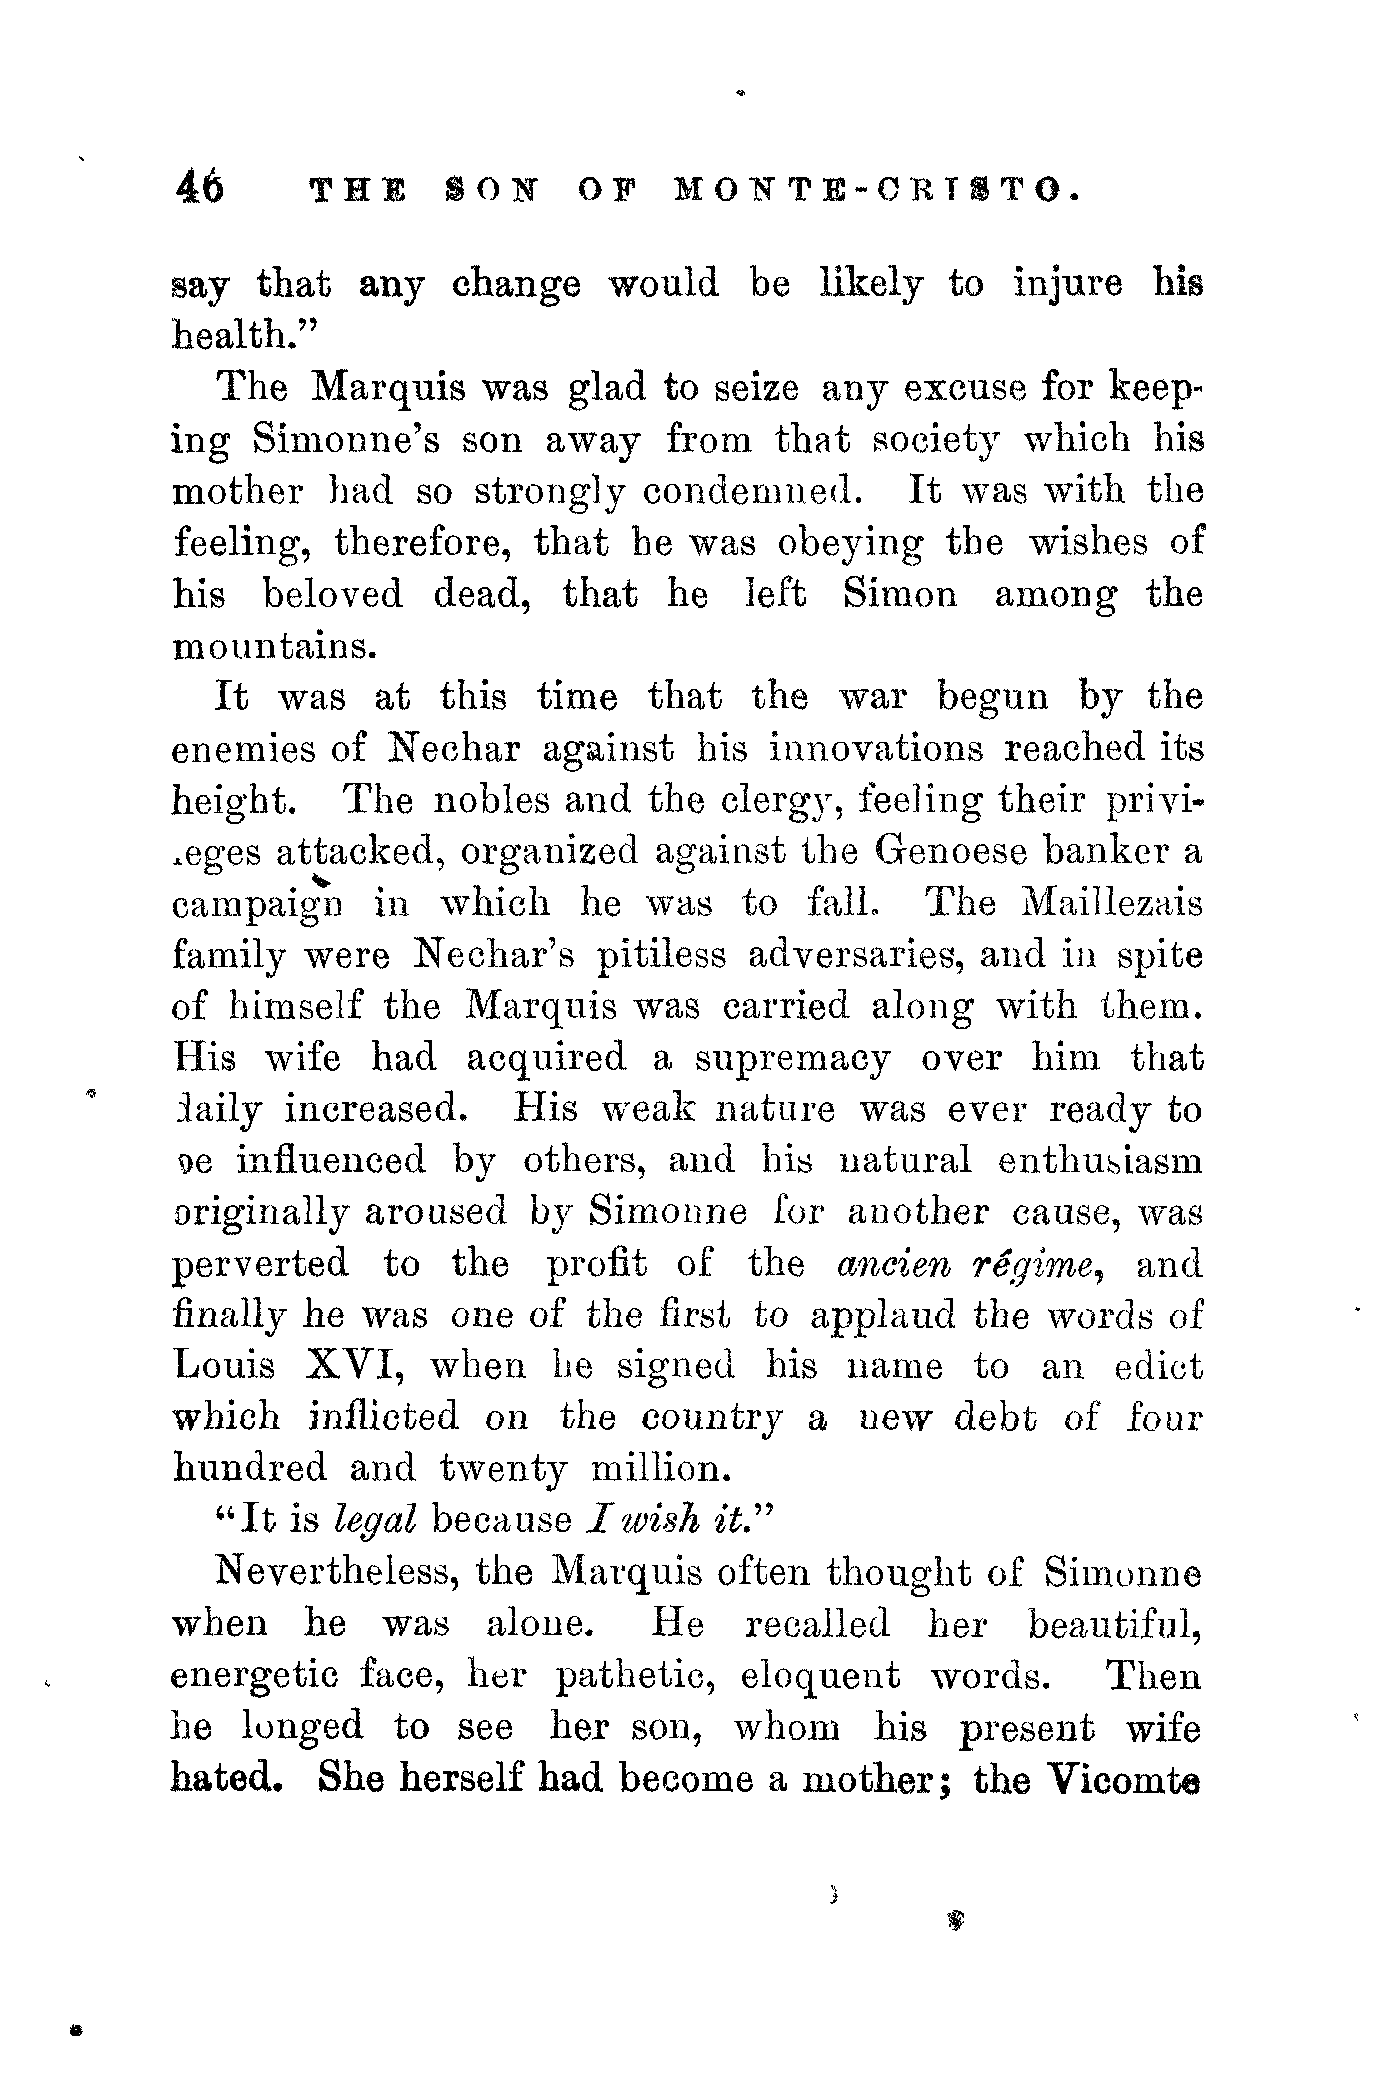 46 THE SON OF MONTE-CRISTO.
say that any change would be likely to injure his
health.”
The Marquis was glad to seize any excuse for keep-
ing Simonne’s son away from that society which his
mother had so strongly condemned. It was with the
feeling, therefore, that he was obeying the wishes of
his beloved dead, that he left Simon among the
mountains.
It was at this time that the war begun by the
enemies of Nechar against his innovations reached its
height. The nobles and the clergy, feeling their privi-
leges attacked, organized against the Genoese banker a
campaign in which he was to fall. The Maillezais
family were Nechar’s pitiless adversaries, and in spite
of himself the Marquis was carried along with them.
His wife had acquired a supremacy over him that
daily increased. His weak nature was ever ready to
be influenced by others, and his natural enthusiasm
originally aroused by Simonne for another cause, was
perverted to the profit of the ancien régime, and
finally he was one of the first to applaud the words of
Louis XVI, when he signed his name to an edict
which inflicted on the country a new debt of four
hundred and twenty million.
“It is legal because I wish it.”
Nevertheless, the Marquis often thought of Simonne
when he was alone. He recalled her beautiful,
energetic face, her pathetic, eloquent words. Then
he longed to see her son, whom his present wife
hated. She herself had become a mother; the Vicomte